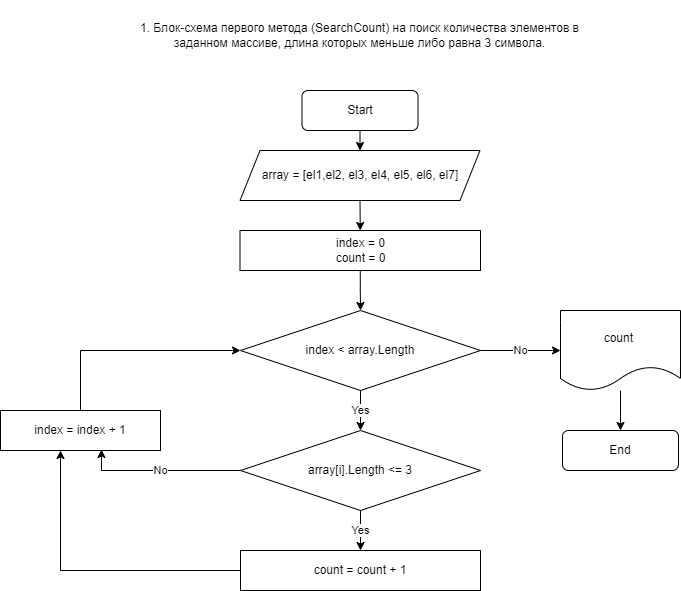 1. Блок-схема первого метода (SearchCount) на поиск количества элементов в
заданном массиве, длина которых меньше либо равна 3 символа.
Start
array = [el1,el2, el3, el4, el5, el6, el7]
index = 0
count = 0
index < array.Length
No
count
Yes
index = index + 1
End
array[i].Length <= 3
No
Yes
count = count + 1